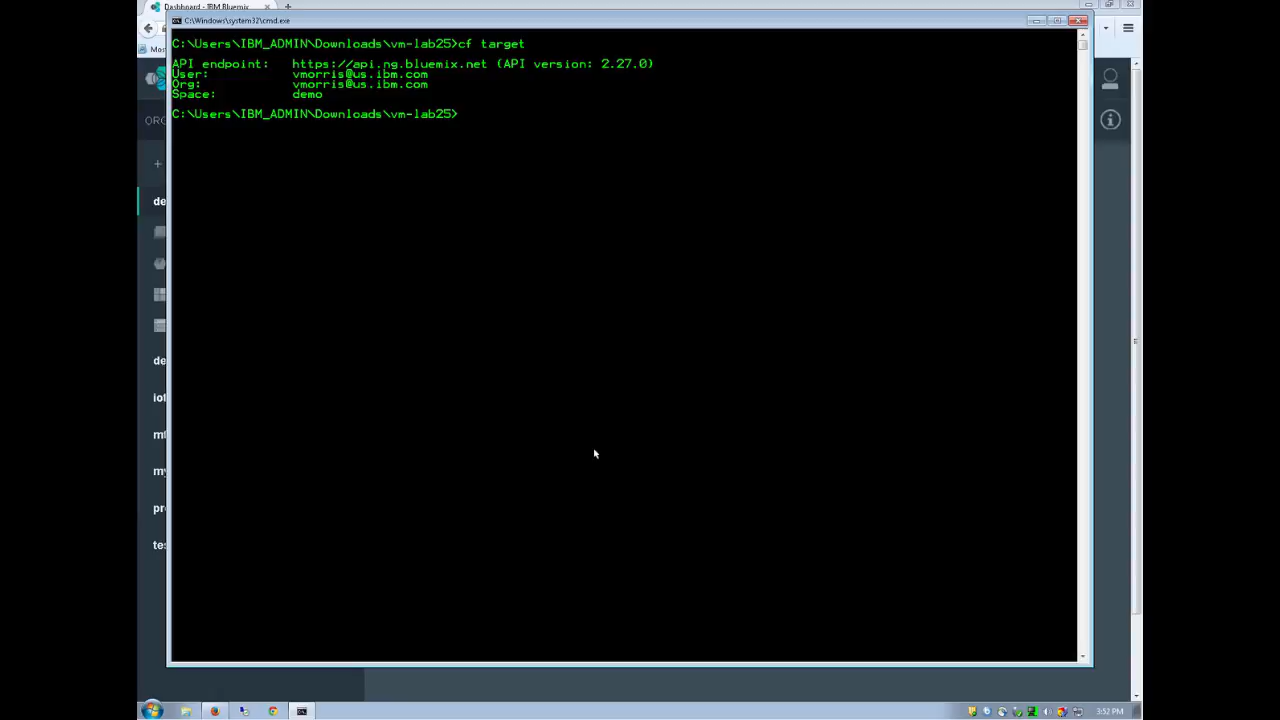 Dashboard - IBM Bluemix
C:\Windows\system32\cmd.exe
C:\Users\IBM_ADMIN\Downloads\vm-lab25>cf target
API endpoint: https://api.ng.bluemix.net (API version: 2.27.0)
User: vmorris@us.ibm.com
Org: vmorris@us.ibm.com
Space: demo
C:\Users\IBM_ADMIN\Downloads\vm-lab25>
Mos
ORG
+
de
de
iot
my
pr
tes
3:52 PM